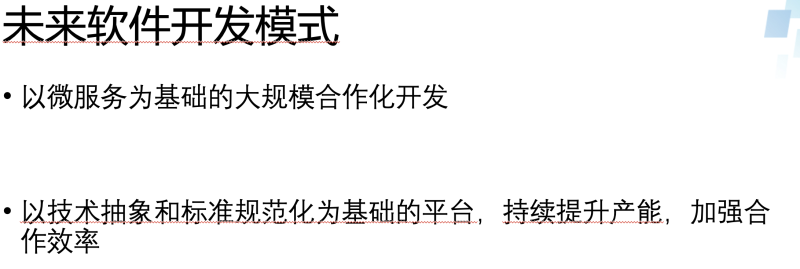 未来软件开发模式
• 以微服务为基础的大规模合作化开发
• 以技术抽象和标准规范化为基础的平台，持续提升产能，加强合
作效率